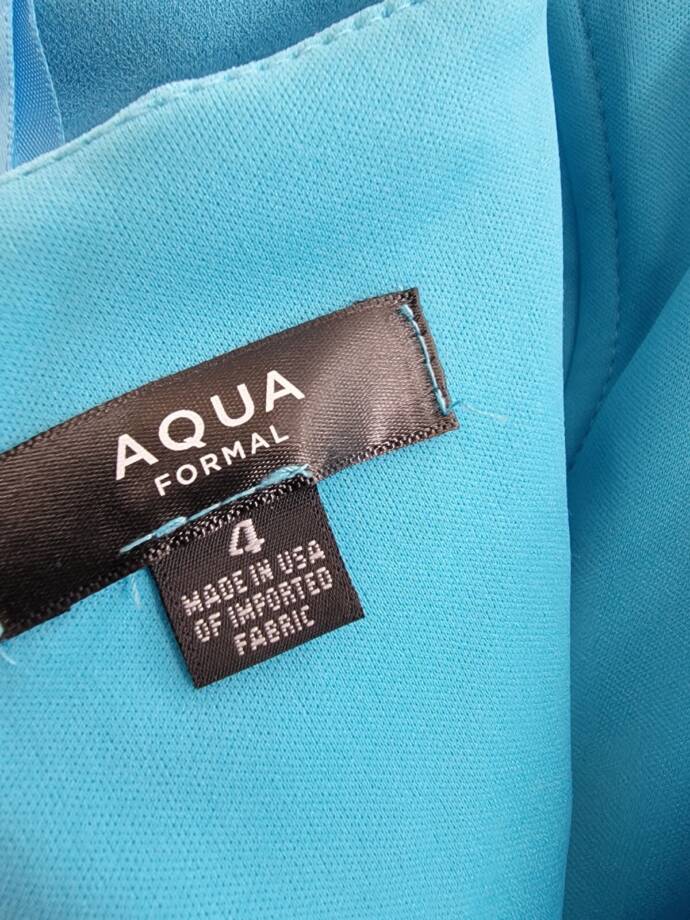 AQUA
FORMAL
4
MADE IN USA
OF IMPORTED
FABRIC